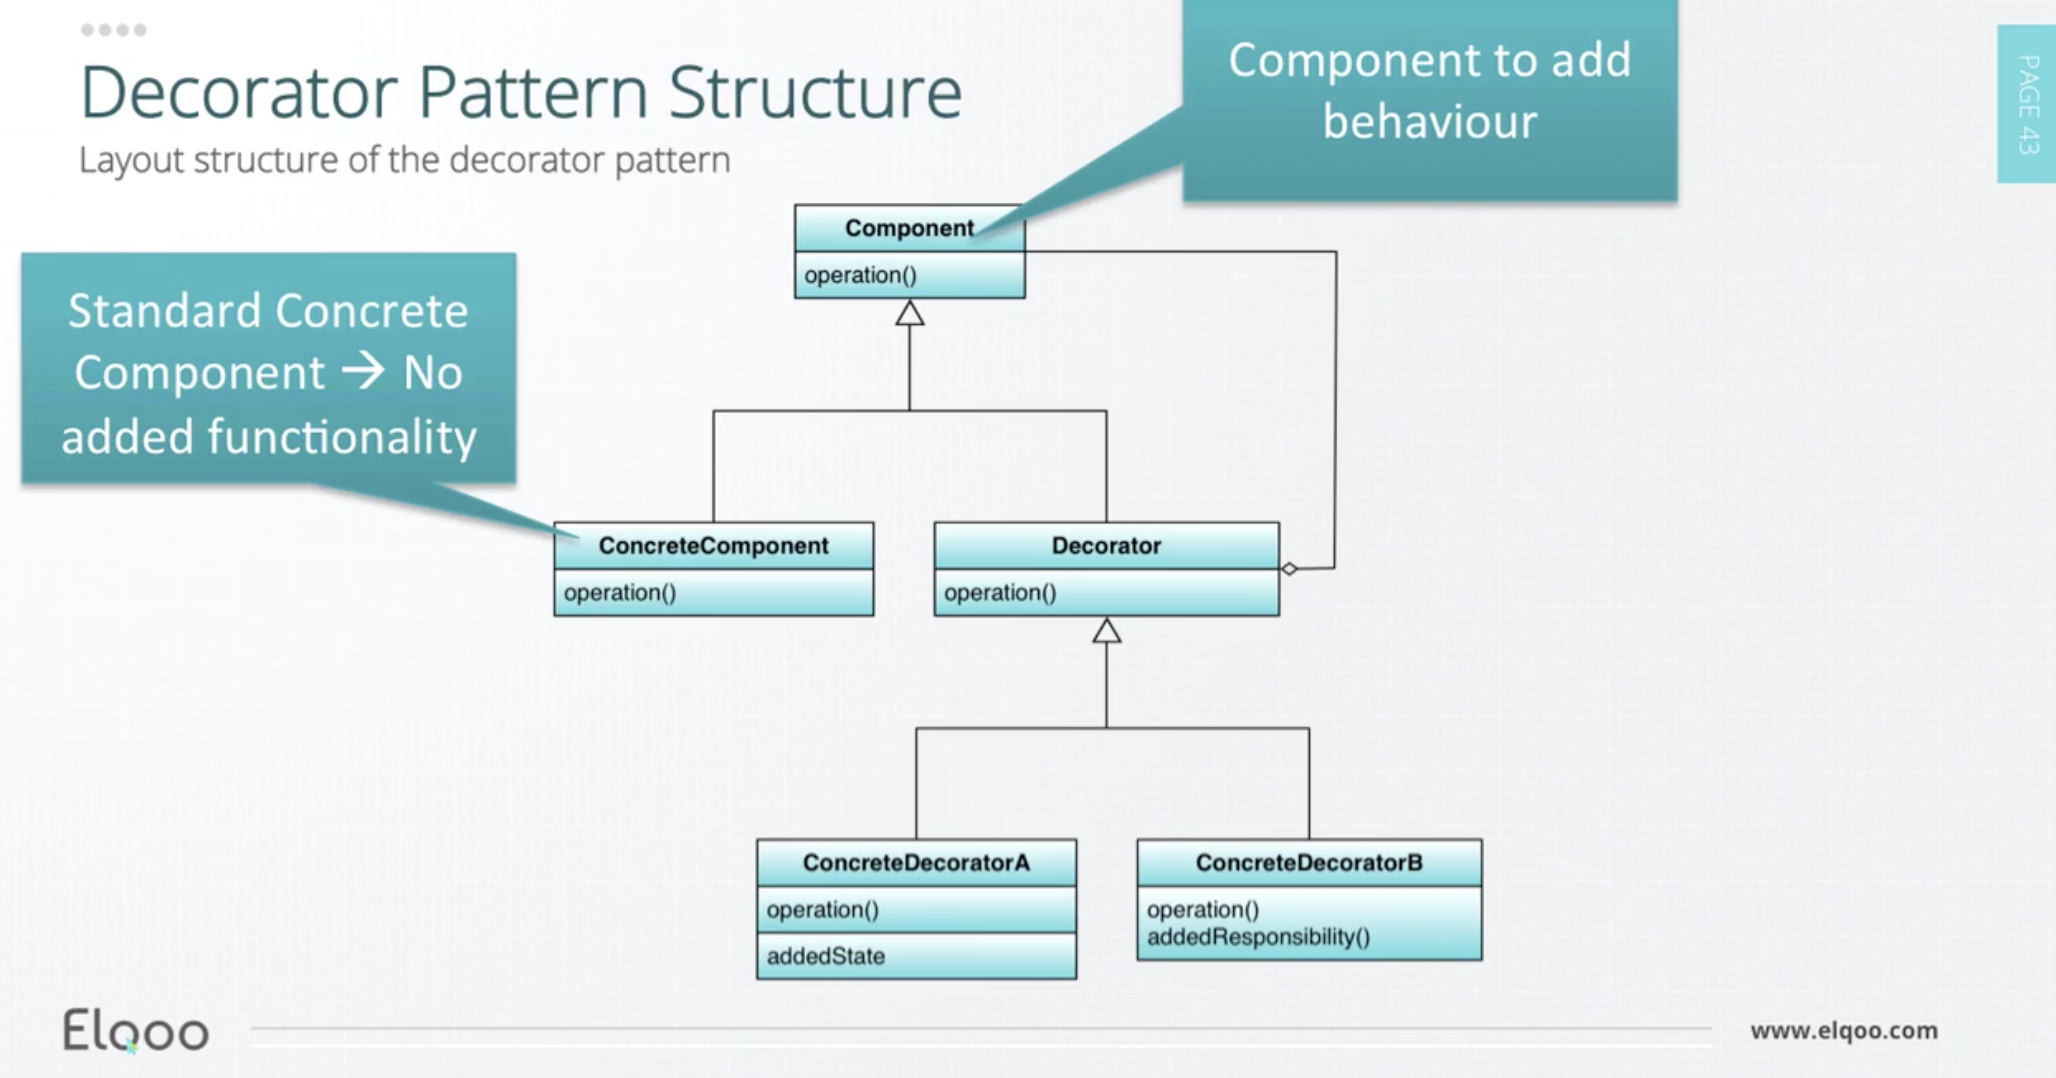 Decorator Pattern Structure
Layout structure of the decorator pattern
Component to add
behaviour
PAGE 43
Standard Concrete
Component → No
added functionality
Component
operation()
ConcreteComponent
operation()
Decorator
operation()
ConcreteDecoratorA
operation()
addedState
ConcreteDecoratorB
operation()
addedResponsibility()
Elqoo
www.elqoo.com